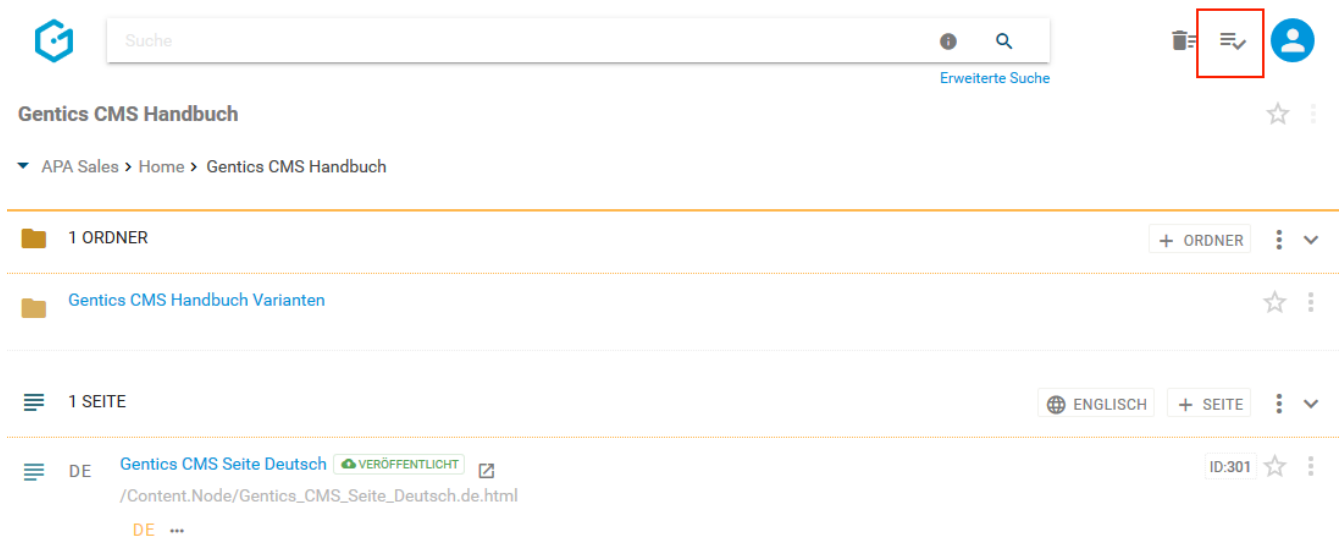 Suche
Erweiterte Suche
Gentics CMS Handbuch
APA Sales > Home > Gentics CMS Handbuch
1 ORDNER
+ ORDNER
Gentics CMS Handbuch Varianten
1 SEITE
ENGLISCH
+ SEITE
DE
Gentics CMS Seite Deutsch
VERÖFFENTLICHT
ID:301
/Content.Node/Gentics_CMS_Seite_Deutsch.de.html
DE